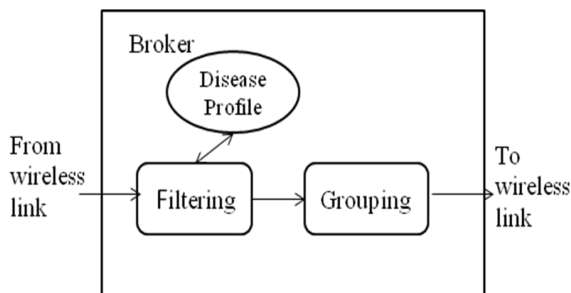 Broker
Disease
Profile
From
wireless
link
Filtering
Grouping
To
wireless
link